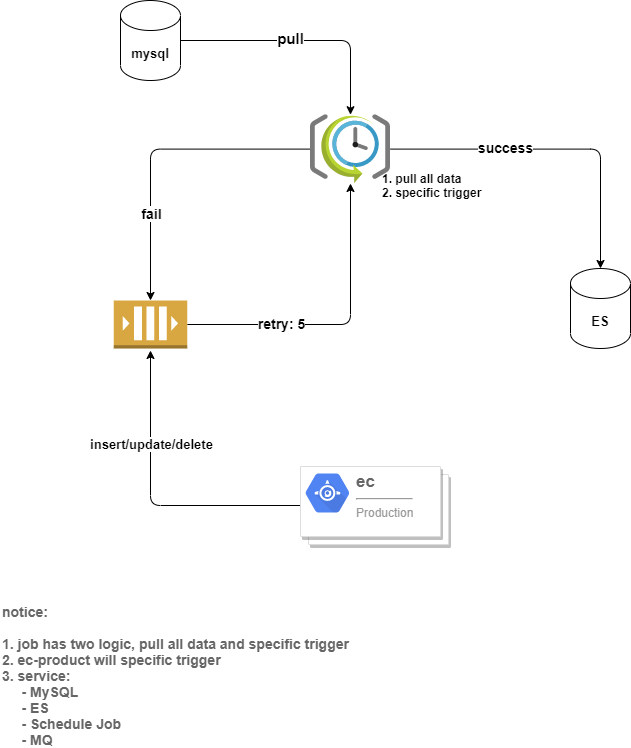 mysql
pull
success
1. pull all data
2. specific trigger
fail
retry: 5
ES
insert/update/delete
ec
Production
notice:
1. job has two logic, pull all data and specific trigger
2. ec-product will specific trigger
3. service:
- MySQL
- ES
- Schedule Job
- MQ